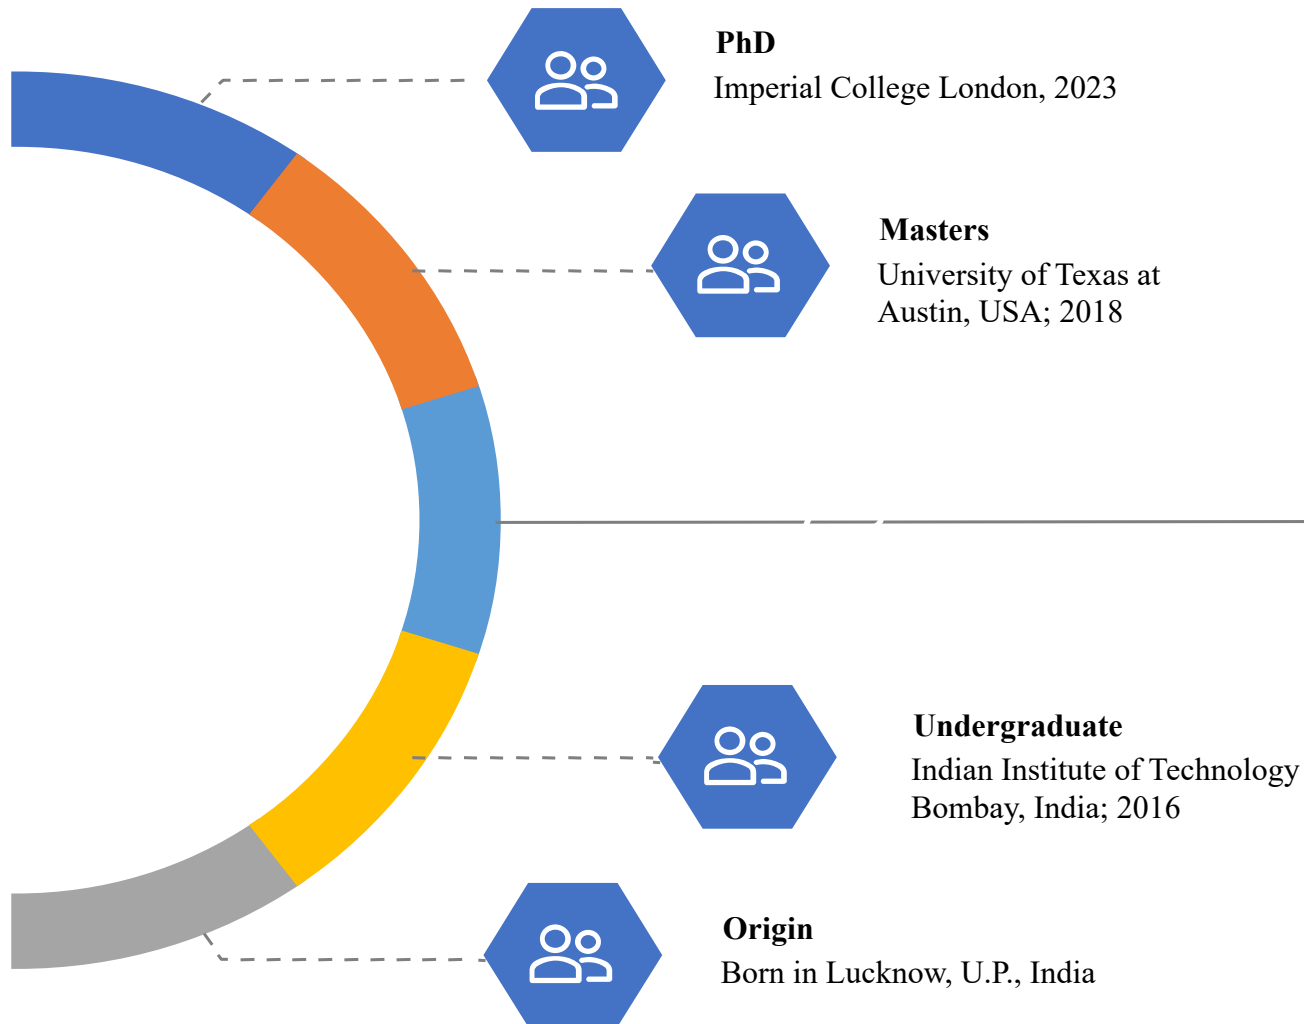 PhD
Imperial College London, 2023
Masters
University of Texas at
Austin, USA; 2018
Undergraduate
Indian Institute of Technology
Bombay, India; 2016
Origin
Born in Lucknow, U.P., India